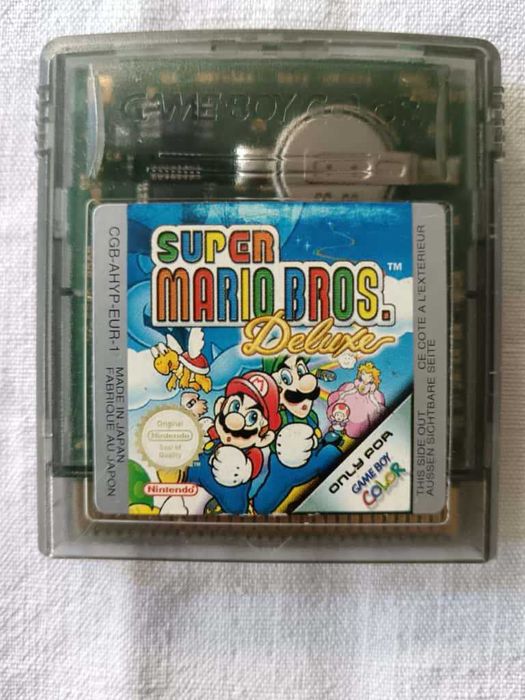 GAME BOY COLOR
SUPER
MARIO BROS.™
Deluxe
CGB-AHYP-EUR-1
MADE IN JAPAN
FABRIQUE AU JAPON
Original
Nintendo
Seal of
Quality
TM
Nintendo
ONLY FOR
GAME BOY
COLOR
THIS SIDE OUT CE COTE A L'EXTERIEUR
AUSSEN SICHTBARE SEITE